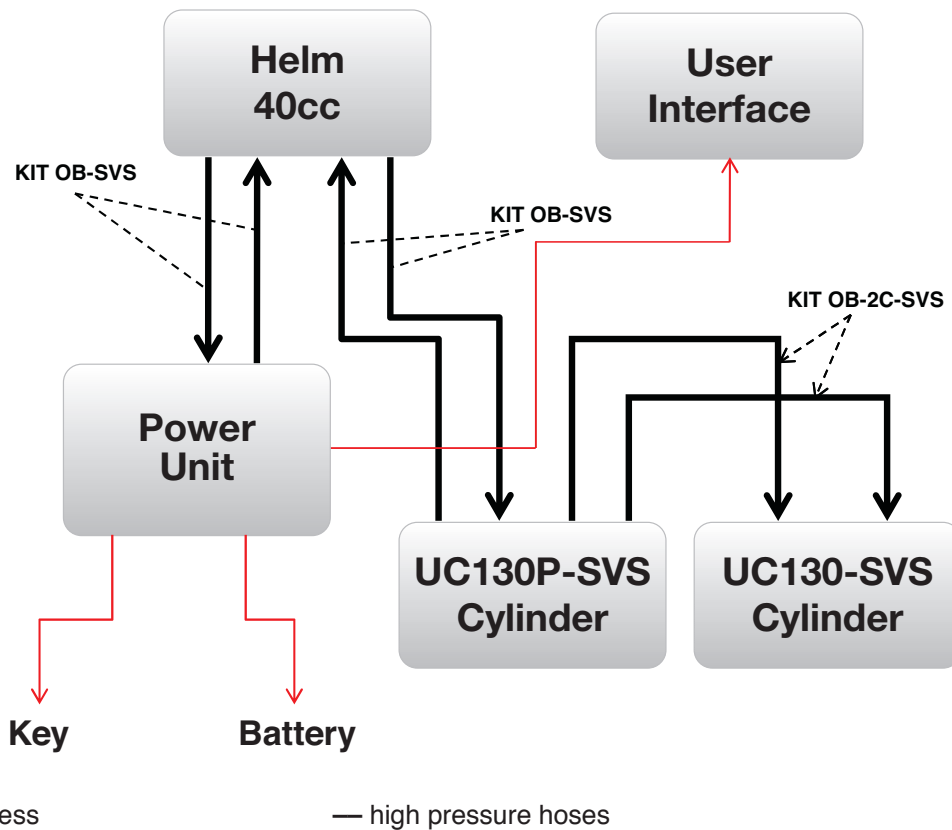 Helm
40cc
User
Interface
KIT OB-SVS
KIT OB-SVS
KIT OB-2C-SVS
Power
Unit
UC130P-SVS
Cylinder
UC130-SVS
Cylinder
Key
Battery
ess
high pressure hoses